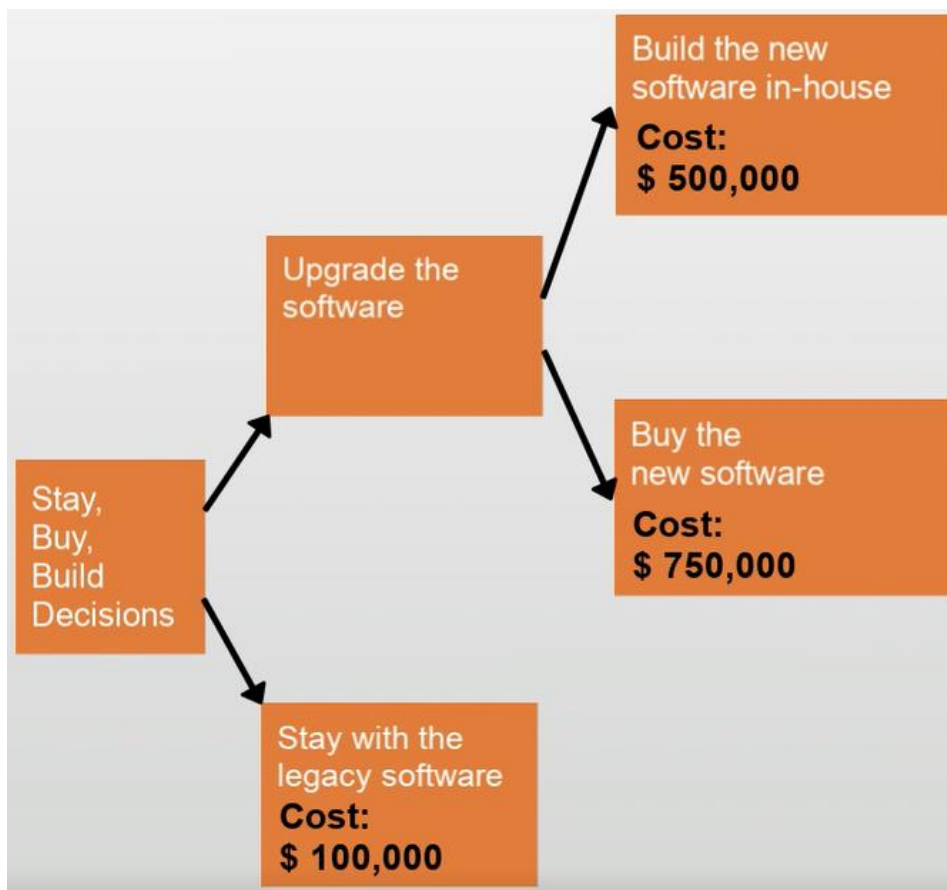 Build the new
software in-house
Cost:
$ 500,000
Upgrade the
software
Buy the
new software
Cost:
$ 750,000
Stay,
Buy,
Build
Decisions
Stay with the
legacy software
Cost:
$ 100,000